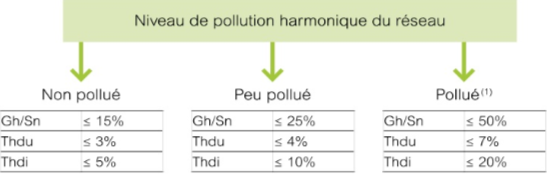 Niveau de pollution harmonique du réseau
Non pollué
Gh/Sn ≤ 15%
Thdu ≤ 3%
Thdi ≤ 5%
Peu pollué
Gh/Sn ≤ 25%
Thdu ≤ 4%
Thdi ≤ 10%
Pollué(1)
Gh/Sn ≤ 50%
Thdu ≤ 7%
Thdi ≤ 20%